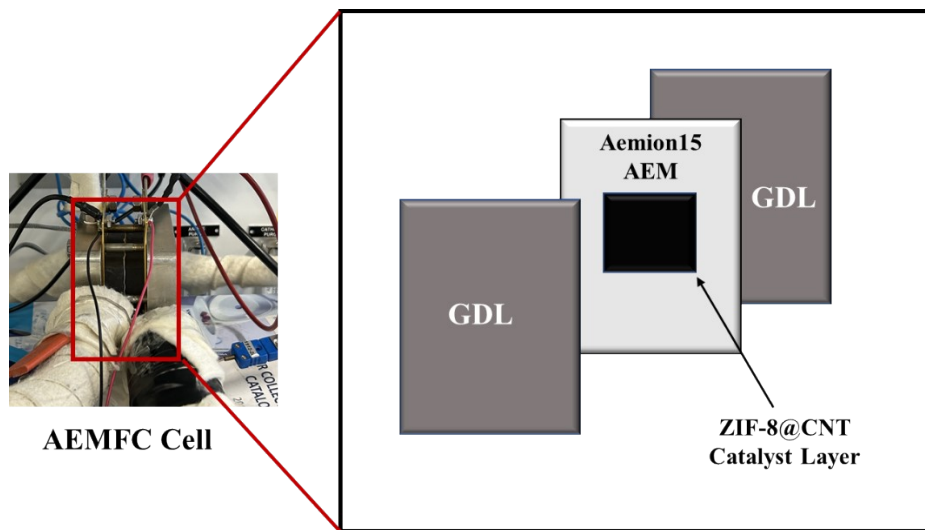 Aemion15
AEM
GDL
GDL
AEMFC Cell
ZIF-8@CNT
Catalyst Layer